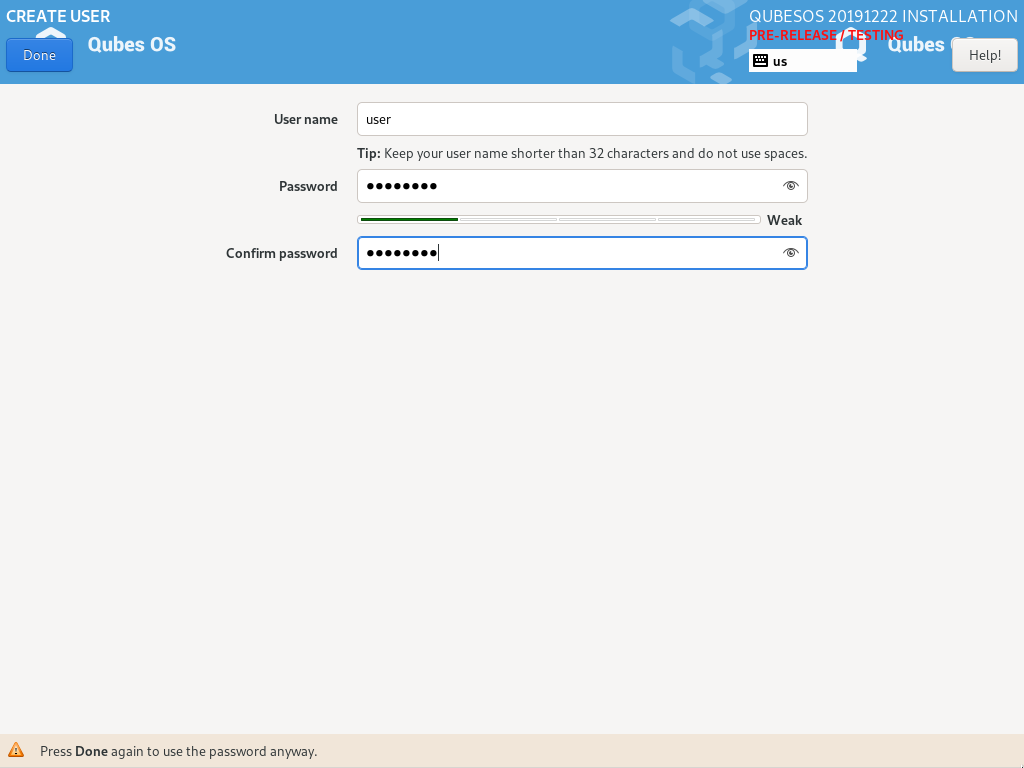 CREATE USER
QUBESOS 20191222 INSTALLATION
PRE-RELEASE / TESTING
Done
Qubes OS
Qubes
Help!
us
User name
user
Tip: Keep your user name shorter than 32 characters and do not use spaces.
Password
●●●●●●●●
Weak
Confirm password
●●●●●●●●
Press Done again to use the password anyway.